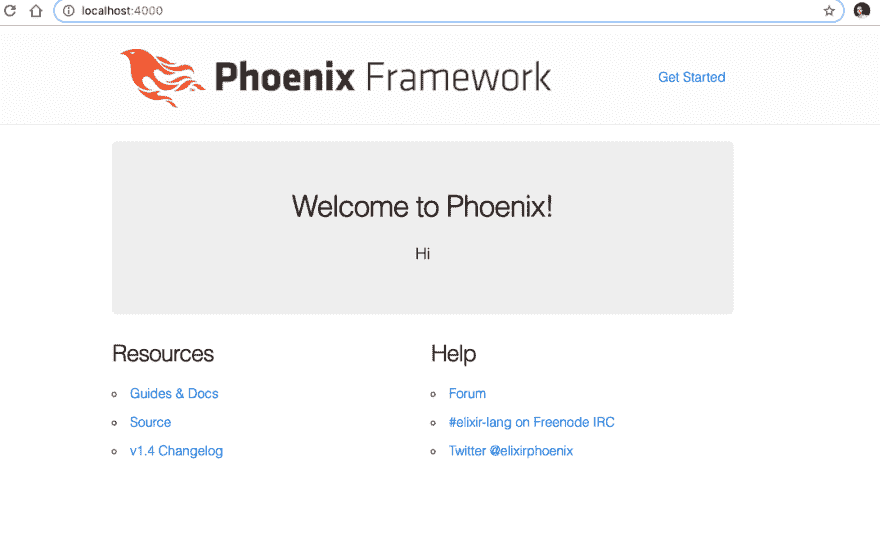 localhost:4000
Phoenix Framework
Get Started
Welcome to Phoenix!
Hi
Resources
Guides & Docs
Source
v1.4 Changelog
Help
Forum
#elixir-lang on Freenode IRC
Twitter @elixirphoenix